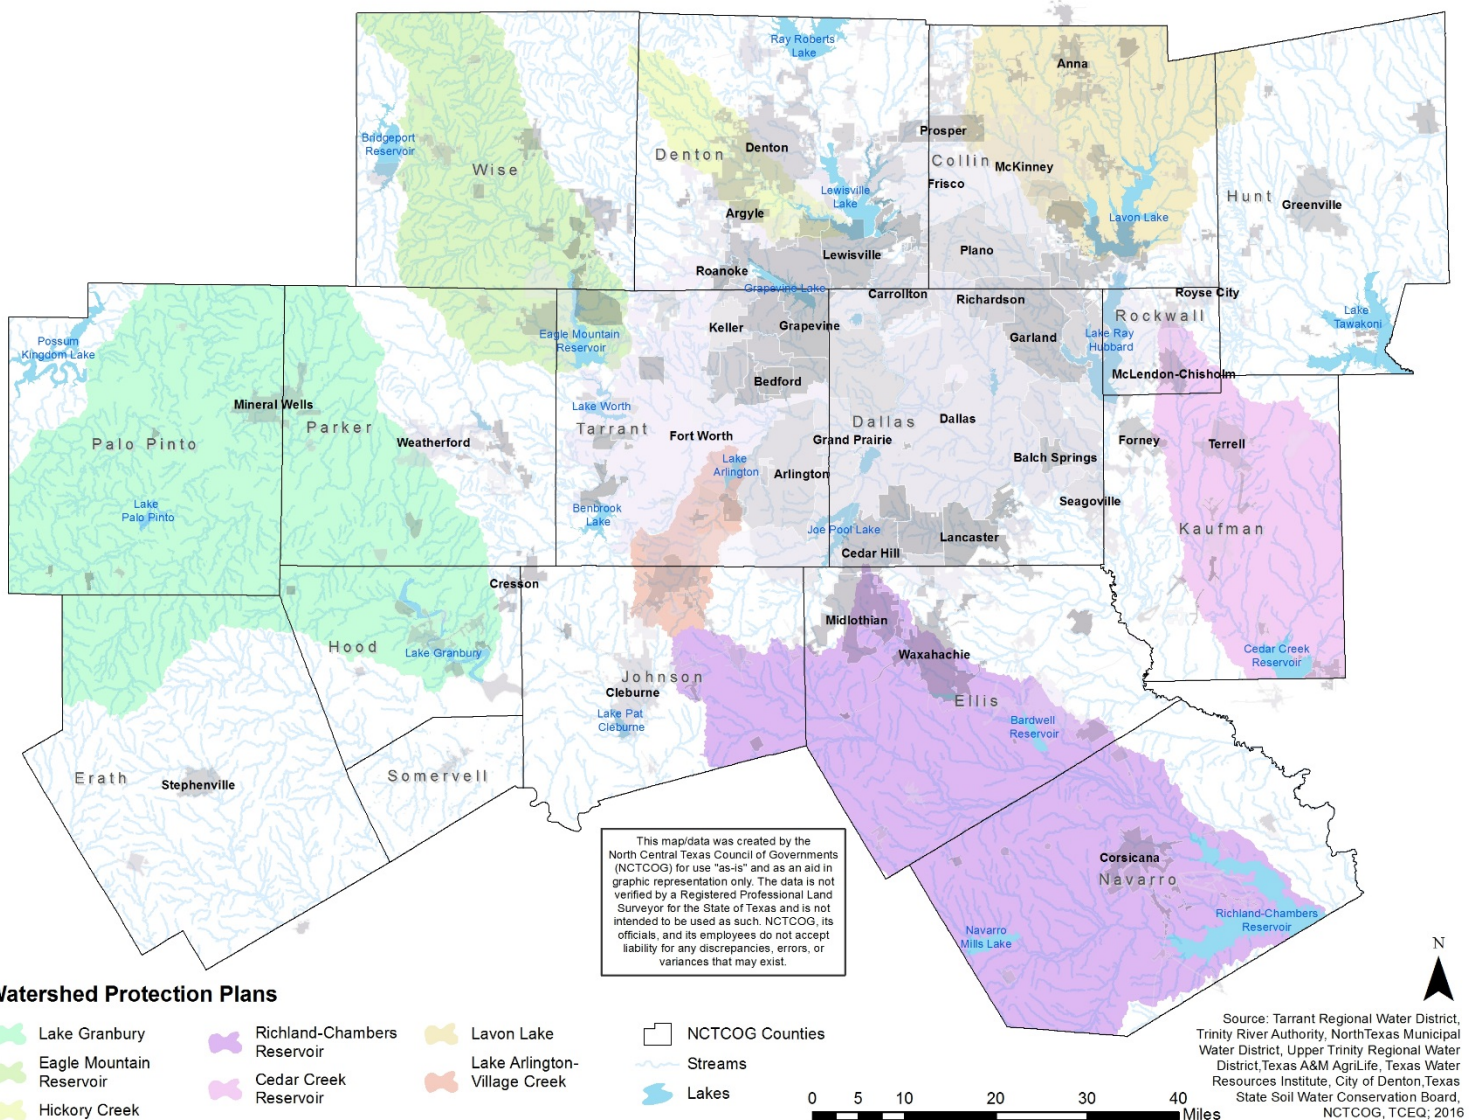 Ray Roberts
Lake
Anna
Bridgeport
Reservoir
Wise
Denton
Denton
Prosper
Collin
McKinney
Frisco
Lewisville
Lake
Argyle
Lavon Lake
Hunt
Greenville
Lewisville
Plano
Roanoke
Grapevine Lake
Carrollton
Richardson
Royse City
Rockwall
Lake
Tawakoni
Possum
Kingdom Lake
Eagle Mountain
Reservoir
Keller
Grapevine
Garland
Lake Ray
Hubbard
McLendon-Chisholm
Bedford
Mineral Wells
Lake Worth
Palo Pinto
Parker
Weatherford
Tarrant
Fort Worth
Dallas
Dallas
Grand Prairie
Forney
Terrell
Lake
Arlington
Arlington
Balch Springs
Seagoville
Lake
Palo Pinto
Benbrook
Lake
Joe Pool Lake
Lancaster
Cedar Hill
Kaufman
Cresson
Midlothian
Hood
Lake Granbury
Waxahachie
Cedar Creek
Reservoir
Johnson
Cleburne
Lake Pat
Cleburne
Ellis
Bardwell
Reservoir
Erath
Stephenville
Somervell
Corsicana
Navarro
Richland-Chambers
Reservoir
Navarro
Mills Lake
This map/data was created by the
North Central Texas Council of Governments
(NCTCOG) for use "as-is" and as an aid in
graphic representation only. The data is not
verified by a Registered Professional Land
Surveyor for the State of Texas and is not
intended to be used as such. NCTCOG, its
officials, and its employees do not accept
liability for any discrepancies, errors, or
variances that may exist.
N
Protection Plans
Lake Granbury
Eagle Mountain
Reservoir
Hickory Creek
Richland-Chambers
Reservoir
Cedar Creek
Reservoir
Lavon Lake
Lake Arlington-
Village Creek
NCTCOG Counties
Streams
Lakes
0 5 10 20 30 40
Miles
Source: Tarrant Regional Water District,
Trinity River Authority, NorthTexas Municipal
Water District, Upper Trinity Regional Water
District,Texas A&M AgriLife, Texas Water
Resources Institute, City of Denton,Texas
State Soil Water Conservation Board,
NCTCOG, TCEQ; 2016